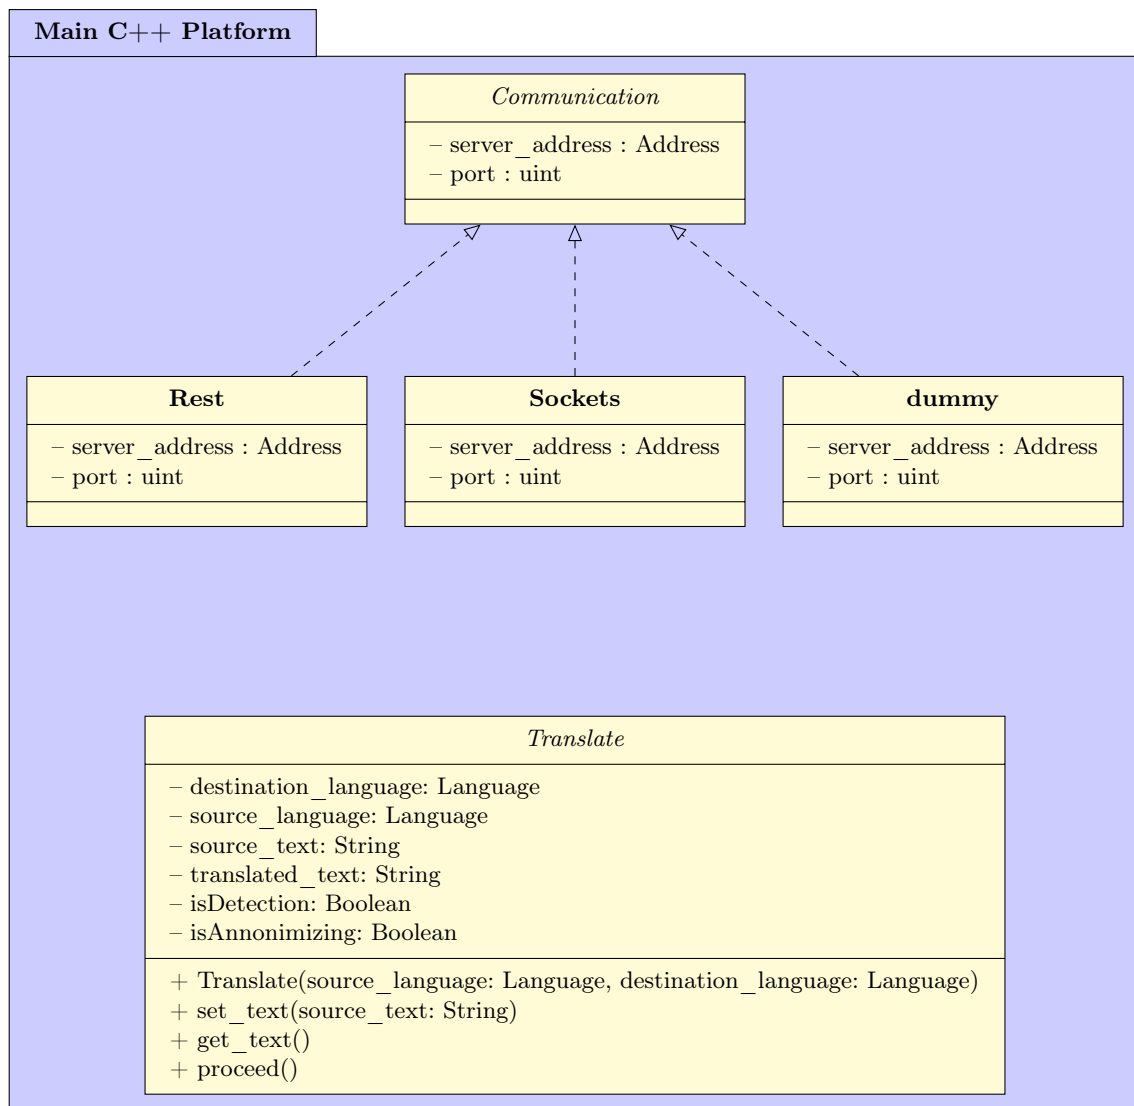 Main C++ Platform
Communication
– server_address : Address
– port : uint
Rest
– server_address : Address
– port : uint
Sockets
– server_address : Address
– port : uint
dummy
– server_address : Address
– port : uint
Translate
– destination_language: Language
– source_language: Language
– source_text: String
– translated_text: String
– isDetection: Boolean
– isAnnonimizing: Boolean
+ Translate(source_language: Language, destination_language: Language)
+ set_text(source_text: String)
+ get_text()
+ proceed()